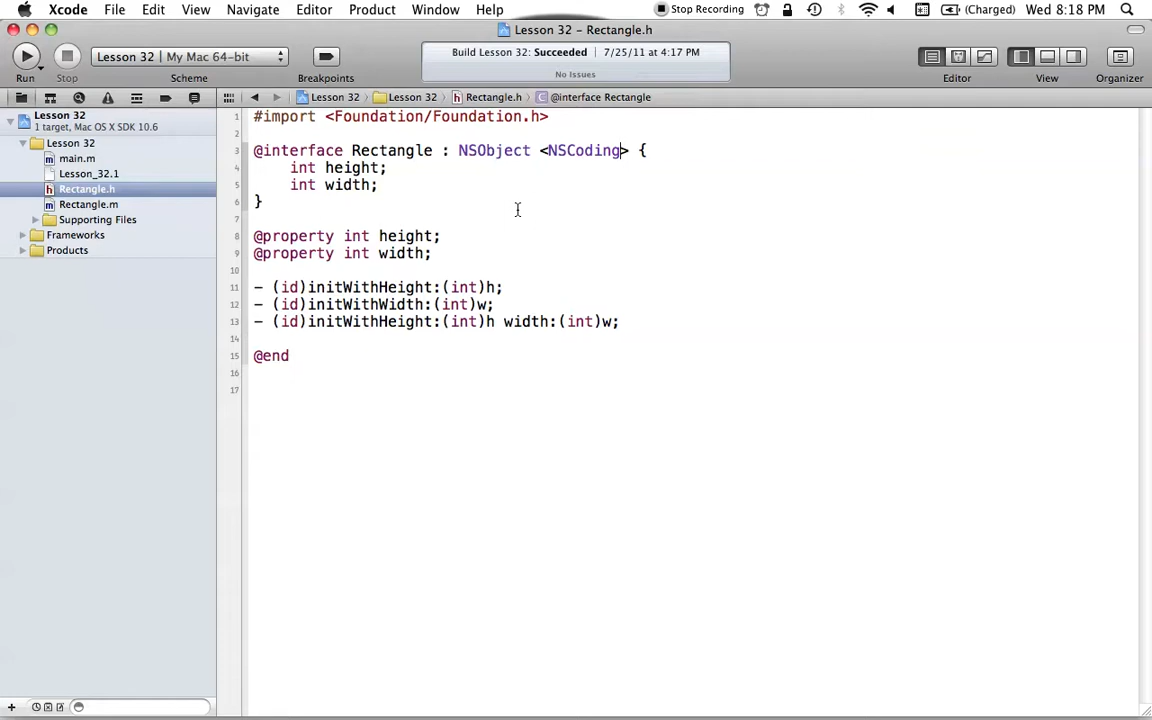 Xcode File Edit View Navigate Editor Product Window Help Stop Recording (Charged) Wed 8:18 PM
Lesson 32 – Rectangle.h
Lesson 32 | My Mac 64-bit
Build Lesson 32: Succeeded | 7/25/11 at 4:17 PM
No Issues
Run Stop Scheme Breakpoints Editor View Organizer
Lesson 32 Lesson 32 Rectangle.h @interface Rectangle
Lesson 32
1 target, Mac OS X SDK 10.6
Lesson 32
main.m
Lesson_32.1
Rectangle.h
Rectangle.m
Supporting Files
Frameworks
Products
1 #import <Foundation/Foundation.h>
2
3 @interface Rectangle : NSObject <NSCoding> {
4 int height;
5 int width;
6 }
7
8 @property int height;
9 @property int width;
10
11 - (id)initWithHeight:(int)h;
12 - (id)initWithWidth:(int)w;
13 - (id)initWithHeight:(int)h width:(int)w;
14
15 @end
16
17